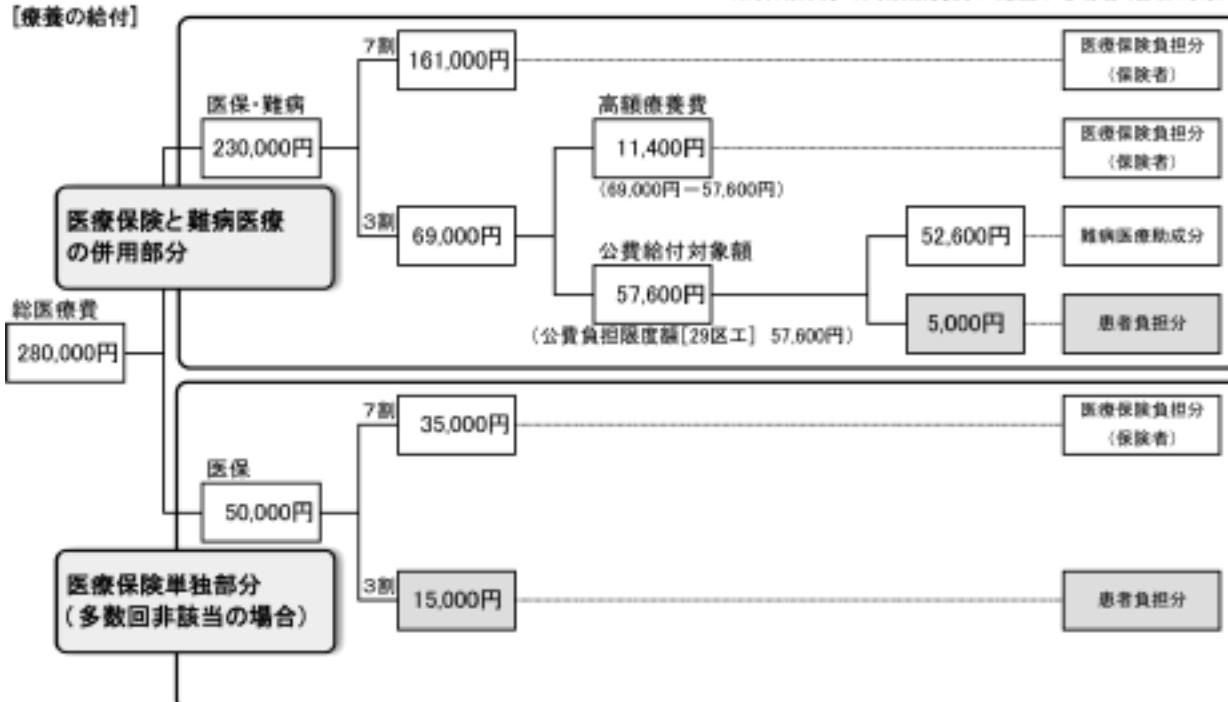 [療養の給付]
7割
161,000円
医療保険負担分
(保険者)
医保・難病
230,000円
高額療養費
11,400円
(69,000円－57,600円)
医療保険負担分
(保険者)
医療保険と難病医療
の併用部分
3割
69,000円
公費給付対象額
57,600円
(公費負担限度額[29区エ] 57,600円)
52,600円
難病医療助成分
5,000円
患者負担分
総医療費
280,000円
7割
35,000円
医療保険負担分
(保険者)
医保
50,000円
医療保険単独部分
(多数回非該当の場合)
3割
15,000円
患者負担分